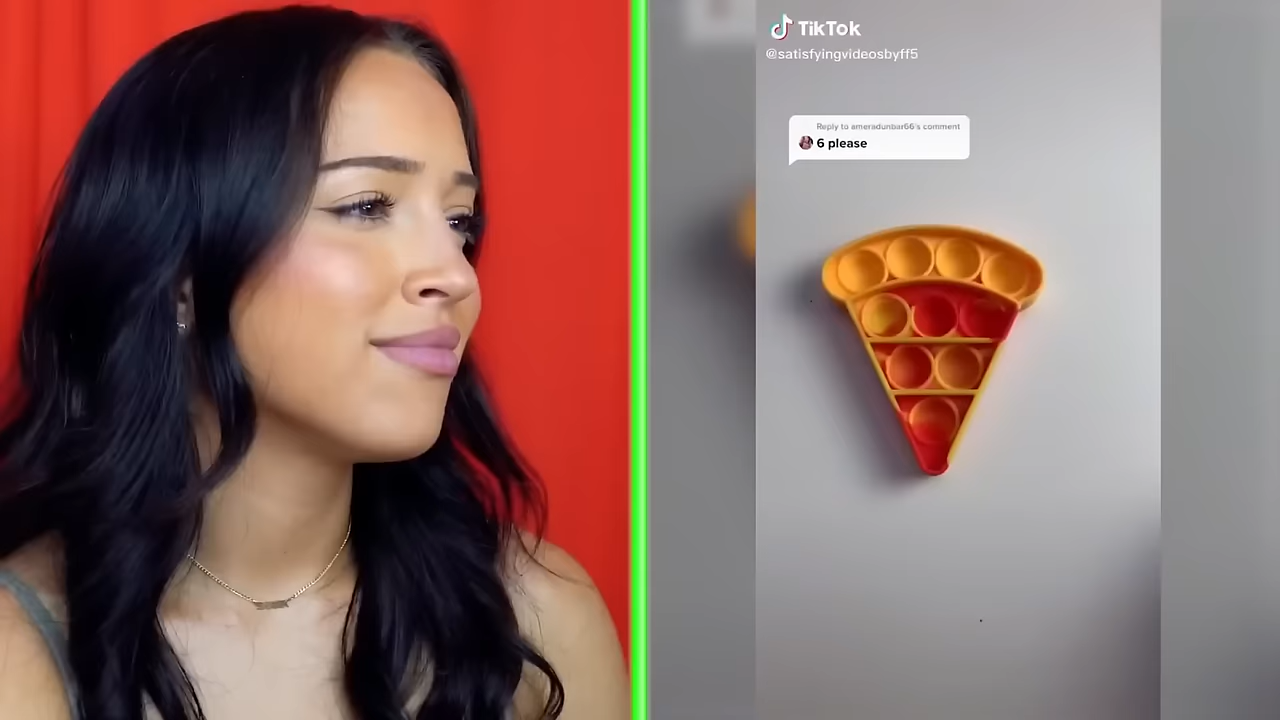 TikTok
@satisfyingvideosbyff5
Reply to ameradunbar66's comment
6 please